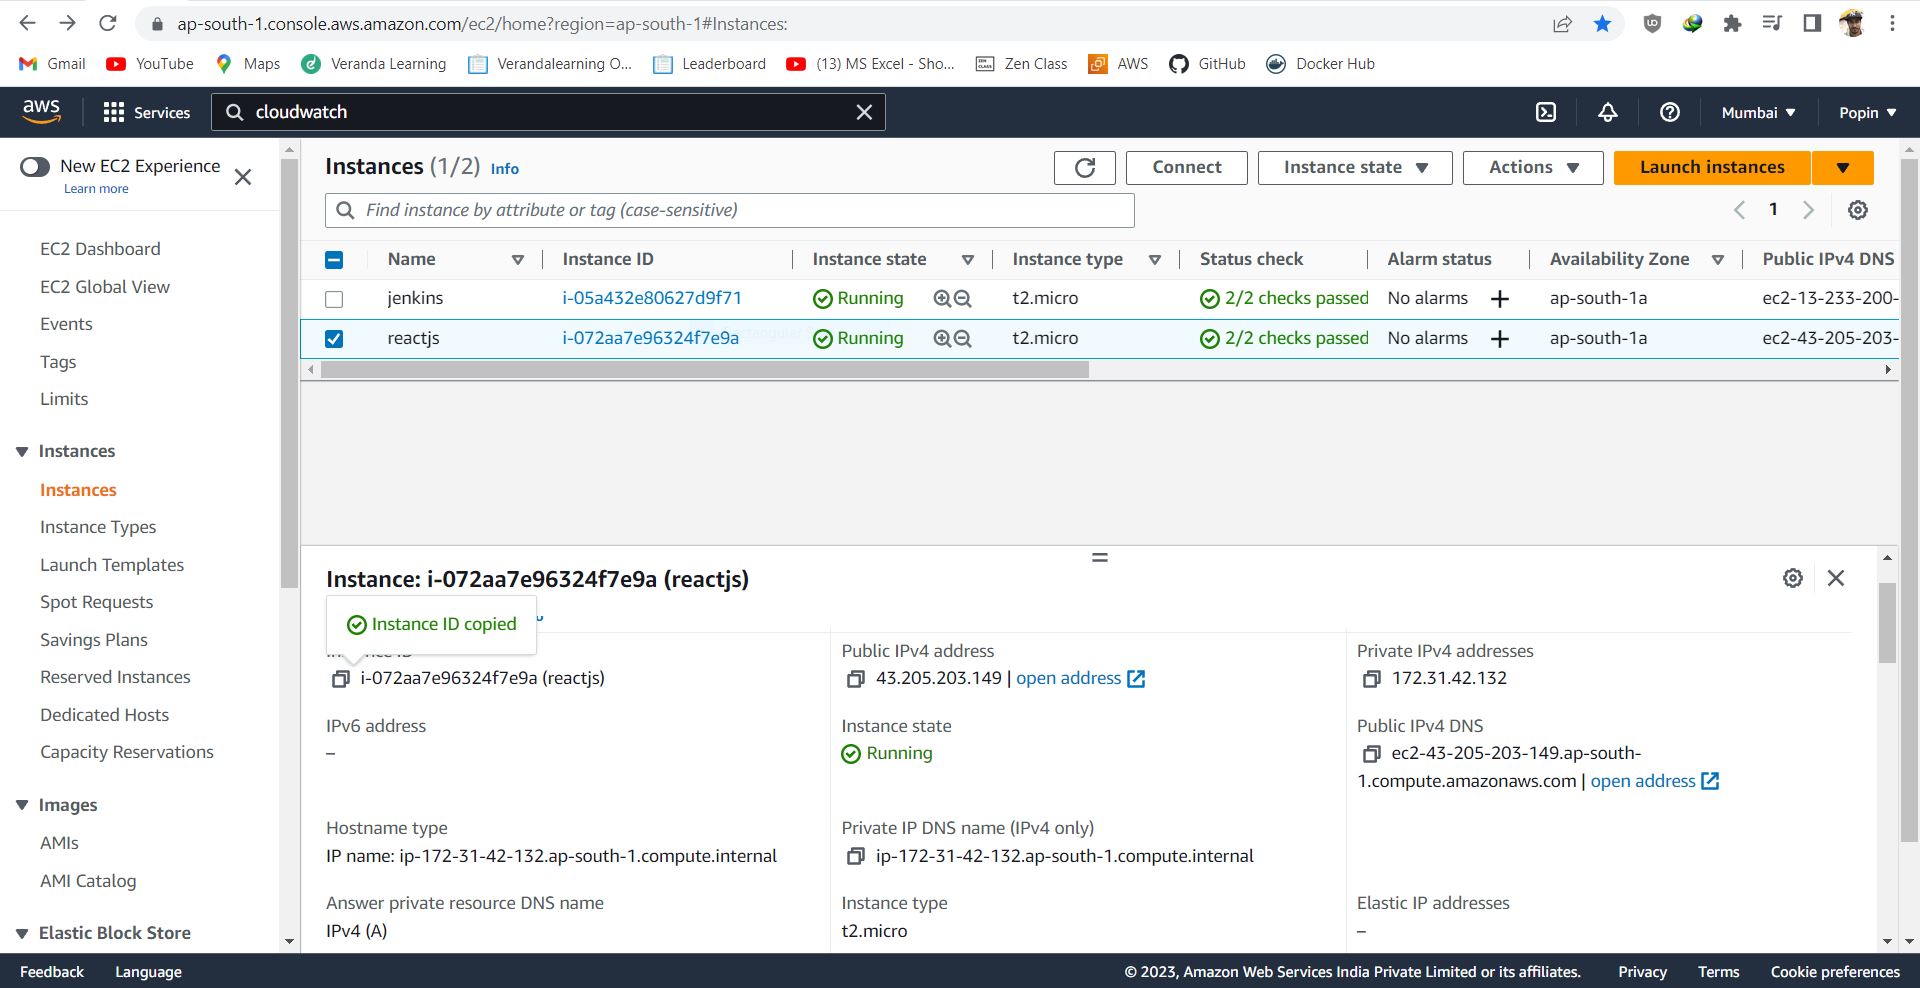 ap-south-1.console.aws.amazon.com/ec2/home?region=ap-south-1#Instances:
Gmail YouTube Maps Veranda Learning Verandalearning O... Leaderboard (13) MS Excel - Sho... Zen Class AWS GitHub Docker Hub
aws Services cloudwatch Mumbai Popin
New EC2 Experience
Learn more
EC2 Dashboard
EC2 Global View
Events
Tags
Limits
Instances
Instances
Instance Types
Launch Templates
Spot Requests
Savings Plans
Reserved Instances
Dedicated Hosts
Capacity Reservations
Images
AMIs
AMI Catalog
Elastic Block Store
Instances (1/2) Info Connect Instance state Actions Launch instances
Find instance by attribute or tag (case-sensitive) 1
Name Instance ID Instance state Instance type Status check Alarm status Availability Zone Public IPv4 DNS
jenkins i-05a432e80627d9f71 Running t2.micro 2/2 checks passed No alarms + ap-south-1a ec2-13-233-200-
reactjs i-072aa7e96324f7e9a Running t2.micro 2/2 checks passed No alarms + ap-south-1a ec2-43-205-203-
Instance: i-072aa7e96324f7e9a (reactjs)
Instance ID copied
i-072aa7e96324f7e9a (reactjs)
Public IPv4 address
43.205.203.149 | open address
Private IPv4 addresses
172.31.42.132
IPv6 address
–
Instance state
Running
Public IPv4 DNS
ec2-43-205-203-149.ap-south-
1.compute.amazonaws.com | open address
Hostname type
IP name: ip-172-31-42-132.ap-south-1.compute.internal
Private IP DNS name (IPv4 only)
ip-172-31-42-132.ap-south-1.compute.internal
Answer private resource DNS name
IPv4 (A)
Instance type
t2.micro
Elastic IP addresses
–
Feedback Language © 2023, Amazon Web Services India Private Limited or its affiliates. Privacy Terms Cookie preferences